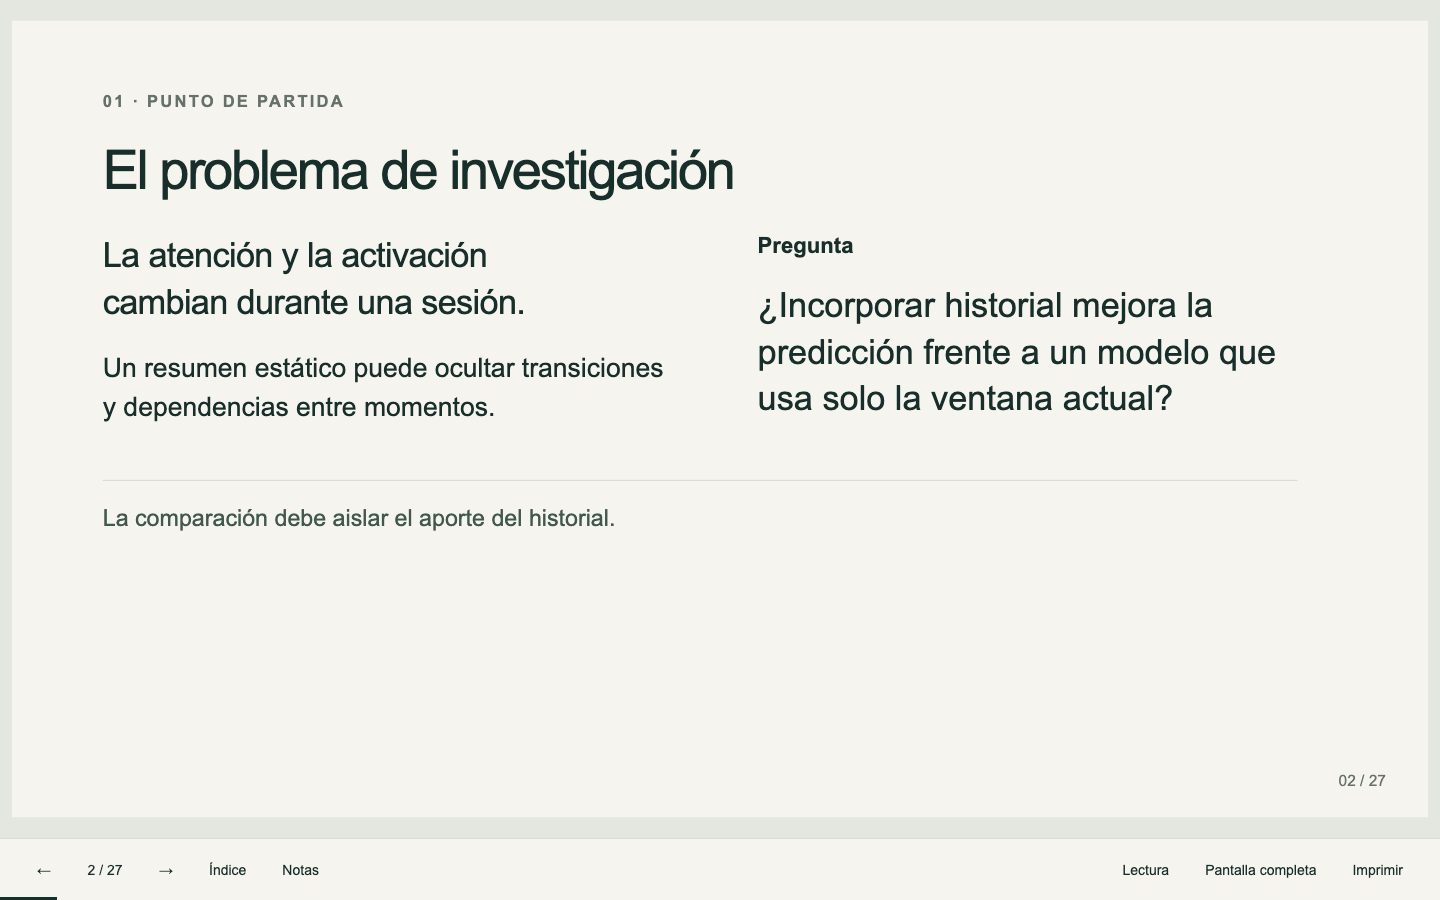 01 · PUNTO DE PARTIDA
El problema de investigación
La atención y la activación
cambian durante una sesión.
Un resumen estático puede ocultar transiciones
y dependencias entre momentos.
Pregunta
¿Incorporar historial mejora la
predicción frente a un modelo que
usa solo la ventana actual?
La comparación debe aislar el aporte del historial.
02 / 27
← 2 / 27 → Índice Notas Lectura Pantalla completa Imprimir